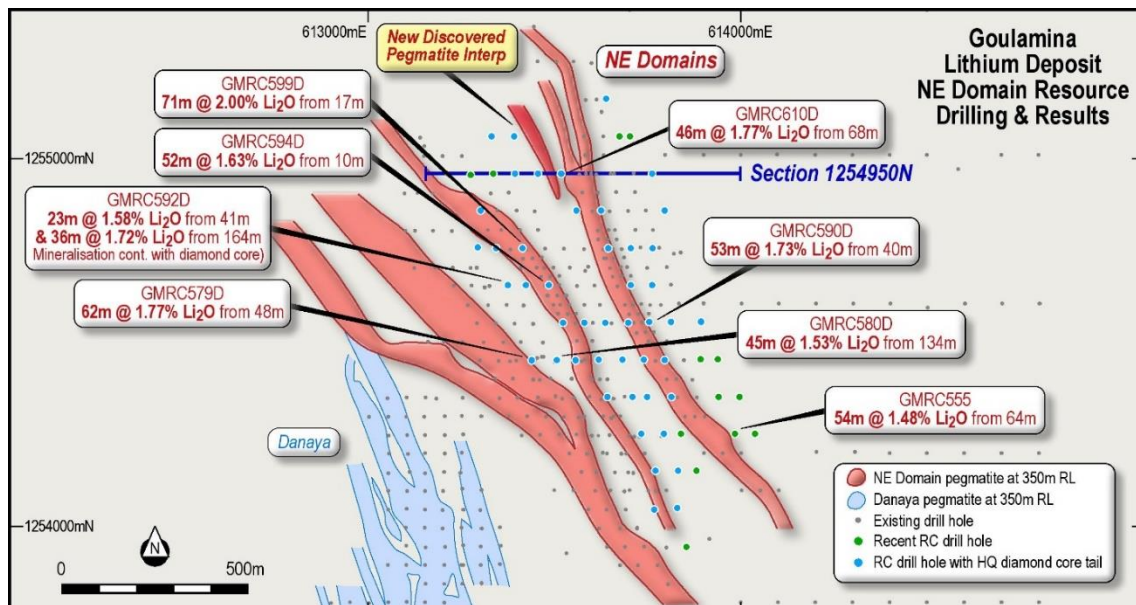 613000mE
614000mE
New Discovered
Pegmatite Interp
NE Domains
Goulamina
Lithium Deposit
NE Domain Resource
Drilling & Results
GMRC599D
71m @ 2.00% Li2O from 17m
GMRC610D
46m @ 1.77% Li2O from 68m
1255000mN
GMRC594D
52m @ 1.63% Li2O from 10m
Section 1254950N
GMRC592D
23m @ 1.58% Li2O from 41m
& 36m @ 1.72% Li2O from 164m
Mineralisation cont. with diamond core)
GMRC590D
53m @ 1.73% Li2O from 40m
GMRC579D
62m @ 1.77% Li2O from 48m
GMRC580D
45m @ 1.53% Li2O from 134m
GMRC555
54m @ 1.48% Li2O from 64m
Danaya
NE Domain pegmatite at 350m RL
Danaya pegmatite at 350m RL
Existing drill hole
Recent RC drill hole
RC drill hole with HQ diamond core tail
1254000mN
N
0
500m